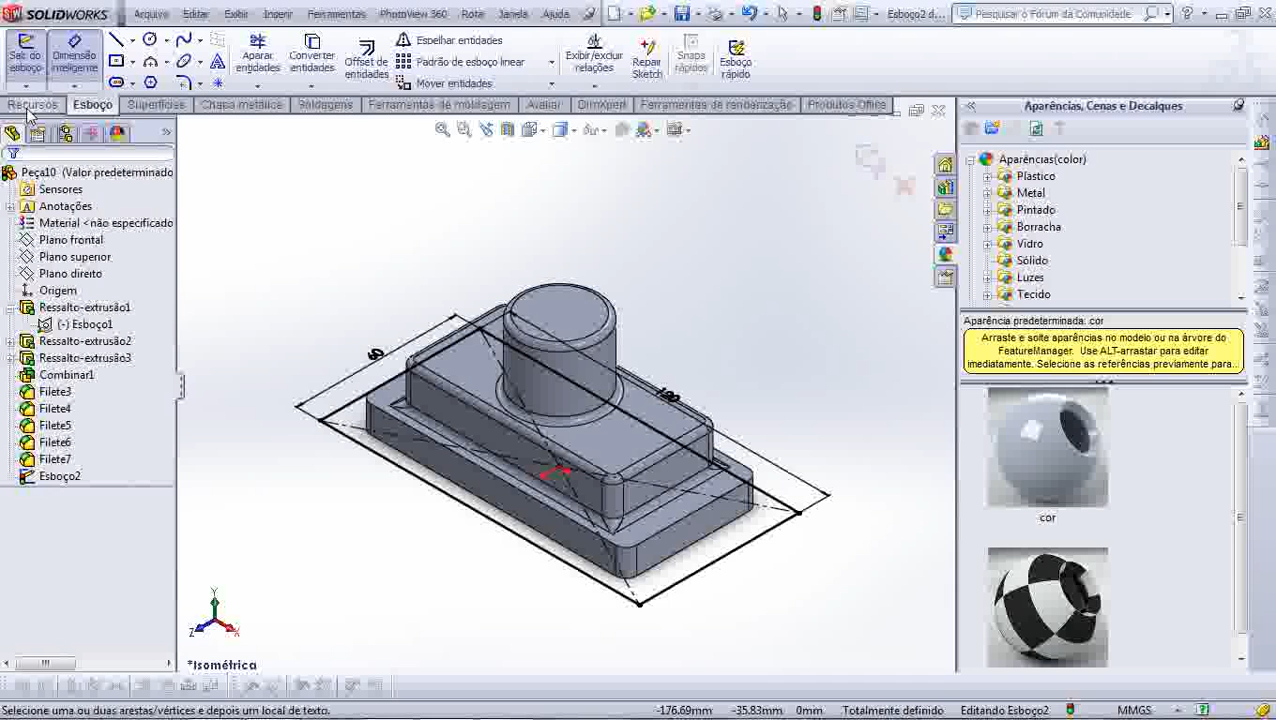 SOLIDWORKS
Arquivo Editar Exibir Inserir Ferramentas PhotoView 360 Rota Janela Ajuda
Esboço2 d...
Pesquisar o Fórum da Comunidade
Sair do esboço
Dimensão inteligente
Aparar entidades
Converter entidades
Offset de entidades
Espelhar entidades
Padrão de esboço linear
Mover entidades
Exibir/excluir relações
Repair Sketch
Snaps rápidos
Esboço rápido
Recursos Esboço Superfícies Chapa metálica Soldagens Ferramentas de moldagem Avaliar DimXpert Ferramentas de renderização Produtos Office
Peça10 (Valor predeterminado
Sensores
Anotações
Material <não especificado
Plano frontal
Plano superior
Plano direito
Origem
Ressalto-extrusão1
(-) Esboço1
Ressalto-extrusão2
Ressalto-extrusão3
Combinar1
Filete3
Filete4
Filete5
Filete6
Filete7
Esboço2
*Isométrica
Aparências, Cenas e Decalques
Aparências(color)
Plástico
Metal
Pintado
Borracha
Vidro
Sólido
Luzes
Tecido
Aparência predeterminada: cor
Arraste e solte aparências no modelo ou na árvore do
FeatureManager. Use ALT-arrastar para editar
imediatamente. Selecione as referências previamente para...
cor
Selecione uma ou duas arestas/vértices e depois um local de texto.
-176.69mm -35.83mm 0mm Totalmente definido Editando Esboço2 MMGS